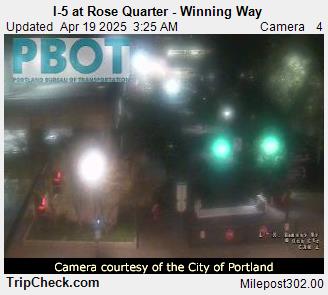 I-5 at Rose Quarter - Winning Way
Updated Apr 19 2025 3:25 AM Camera 4
PBOT
PORTLAND BUREAU OF TRANSPORTATION
Camera courtesy of the City of Portland
TripCheck.com Milepost302.00